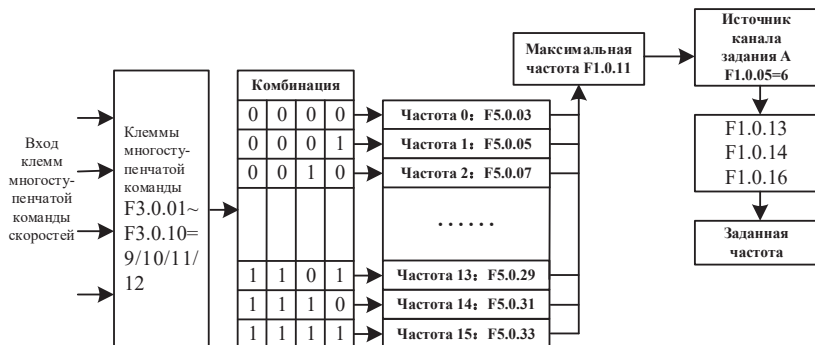 Вход
клемм
многосту-
пенчатой
команды
скоростей
Клеммы
многосту-
пенчатой
команды
F3.0.01~
F3.0.10=
9/10/11/
12
Комбинация
0 0 0 0
0 0 0 1
0 0 1 0
1 1 0 1
1 1 1 0
1 1 1 1
Частота 0：F5.0.03
Частота 1：F5.0.05
Частота 2：F5.0.07
······
Частота 13：F5.0.29
Частота 14：F5.0.31
Частота 15：F5.0.33
Максимальная
частота F1.0.11
Источник
канала
задания A
F1.0.05=6
F1.0.13
F1.0.14
F1.0.16
Заданная
частота